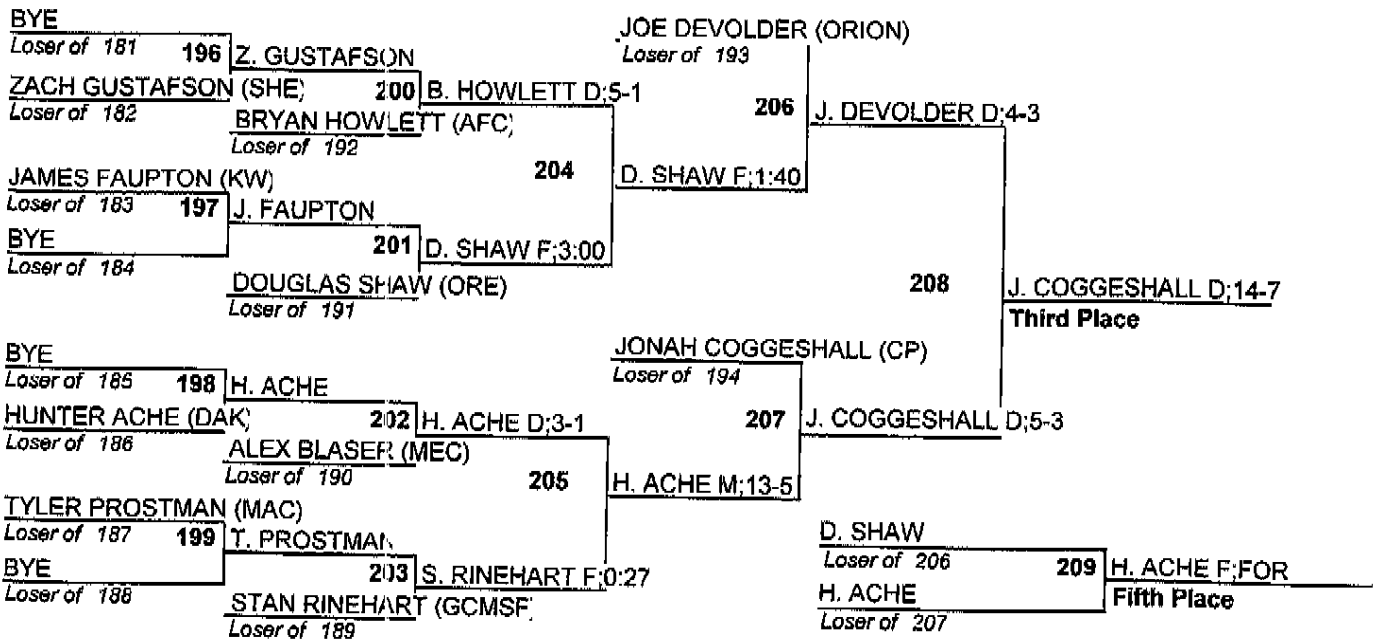 BYE
Loser of 181
196
Z. GUSTAFSON
ZACH GUSTAFSON (SHE)
Loser of 182
200
B. HOWLETT D;5-1
BRYAN HOWLETT (AFC)
Loser of 192
JOE DEVOLDER (ORION)
Loser of 193
206
J. DEVOLDER D;4-3
204
D. SHAW F;1:40
JAMES FAUPTON (KW)
Loser of 183
197
J. FAUPTON
BYE
Loser of 184
201
D. SHAW F;3:00
DOUGLAS SHAW (ORE)
Loser of 191
208
J. COGGESHALL D;14-7
Third Place
BYE
Loser of 185
198
H. ACHE
HUNTER ACHE (DAK)
Loser of 186
202
H. ACHE D;3-1
ALEX BLASER (MEC)
Loser of 190
JONAH COGGESHALL (CP)
Loser of 194
207
J. COGGESHALL D;5-3
205
H. ACHE M;13-5
TYLER PROSTMAN (MAC)
Loser of 187
199
T. PROSTMAN
BYE
Loser of 188
203
S. RINEHART F;0:27
STAN RINEHART (GCMSF)
Loser of 189
D. SHAW
Loser of 206
209
H. ACHE F;FOR
Fifth Place
H. ACHE
Loser of 207